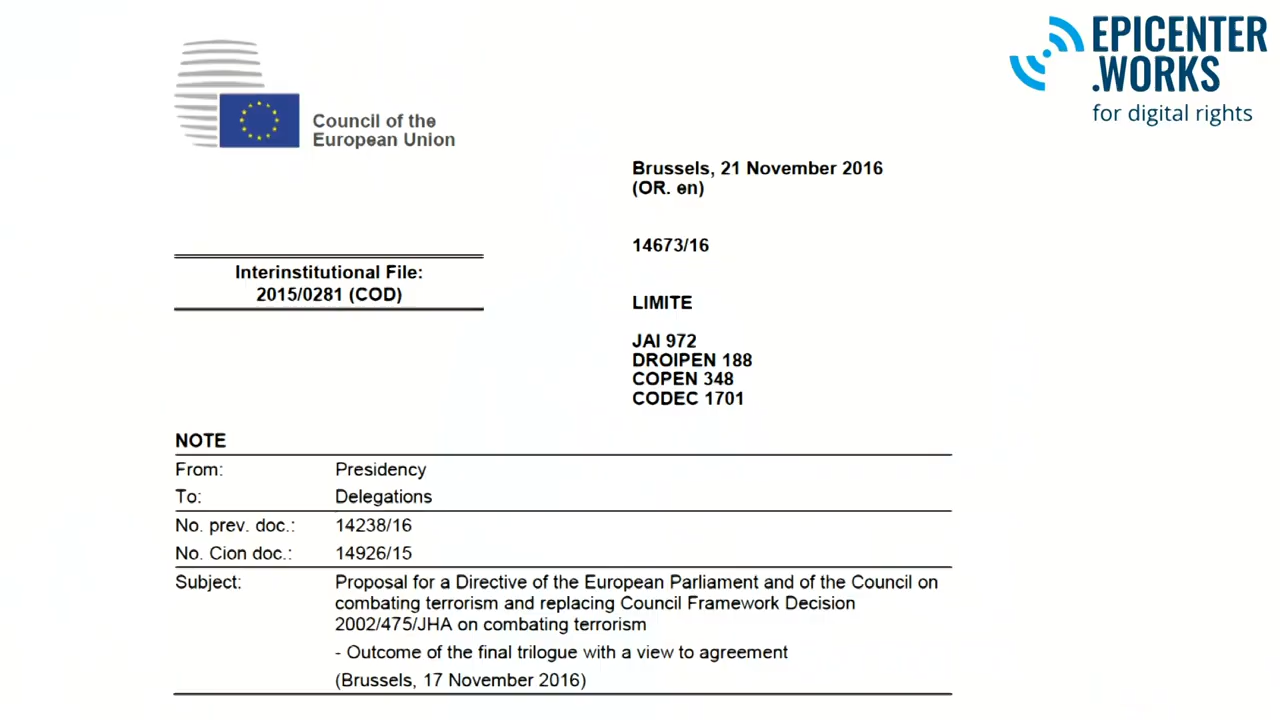 EPICENTER
.WORKS
for digital rights
Council of the
European Union
Brussels, 21 November 2016
(OR. en)
14673/16
Interinstitutional File:
2015/0281 (COD)
LIMITE
JAI 972
DROIPEN 188
COPEN 348
CODEC 1701
NOTE
From: Presidency
To: Delegations
No. prev. doc.: 14238/16
No. Cion doc.: 14926/15
Subject: Proposal for a Directive of the European Parliament and of the Council on
combating terrorism and replacing Council Framework Decision
2002/475/JHA on combating terrorism
- Outcome of the final trilogue with a view to agreement
(Brussels, 17 November 2016)